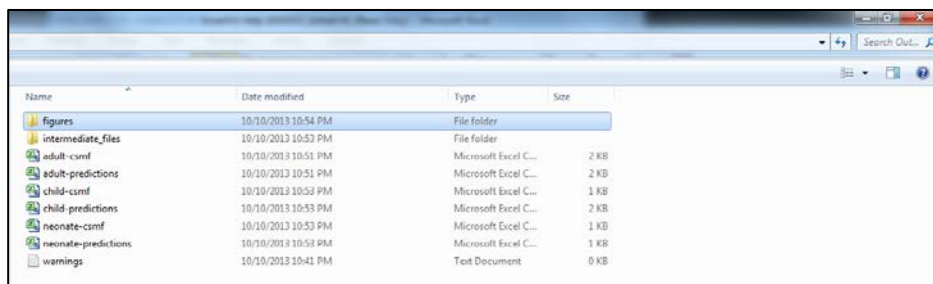 Search Out...
Name Date modified Type Size
figures 10/10/2013 10:54 PM File folder
intermediate_files 10/10/2013 10:53 PM File folder
adult-csmf 10/10/2013 10:51 PM Microsoft Excel C... 2 KB
adult-predictions 10/10/2013 10:51 PM Microsoft Excel C... 2 KB
child-csmf 10/10/2013 10:53 PM Microsoft Excel C... 1 KB
child-predictions 10/10/2013 10:53 PM Microsoft Excel C... 2 KB
neonate-csmf 10/10/2013 10:53 PM Microsoft Excel C... 1 KB
neonate-predictions 10/10/2013 10:53 PM Microsoft Excel C... 1 KB
warnings 10/10/2013 10:41 PM Text Document 0 KB